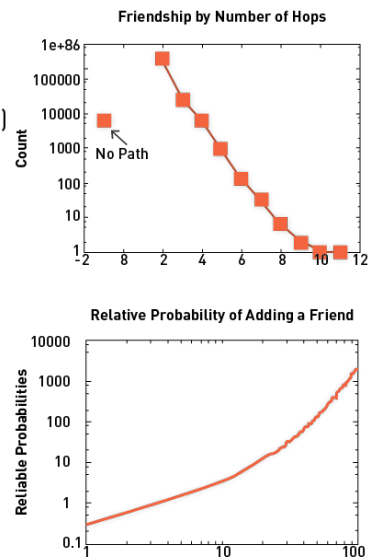 Friendship by Number of Hops
1e+86
100000
10000
1000
100
10
1
)
Count
No Path
-2 8 2 4 6 8 10 12
Relative Probability of Adding a Friend
10000
1000
100
10
1
0.1
Reliable Probabilities
1 10 100